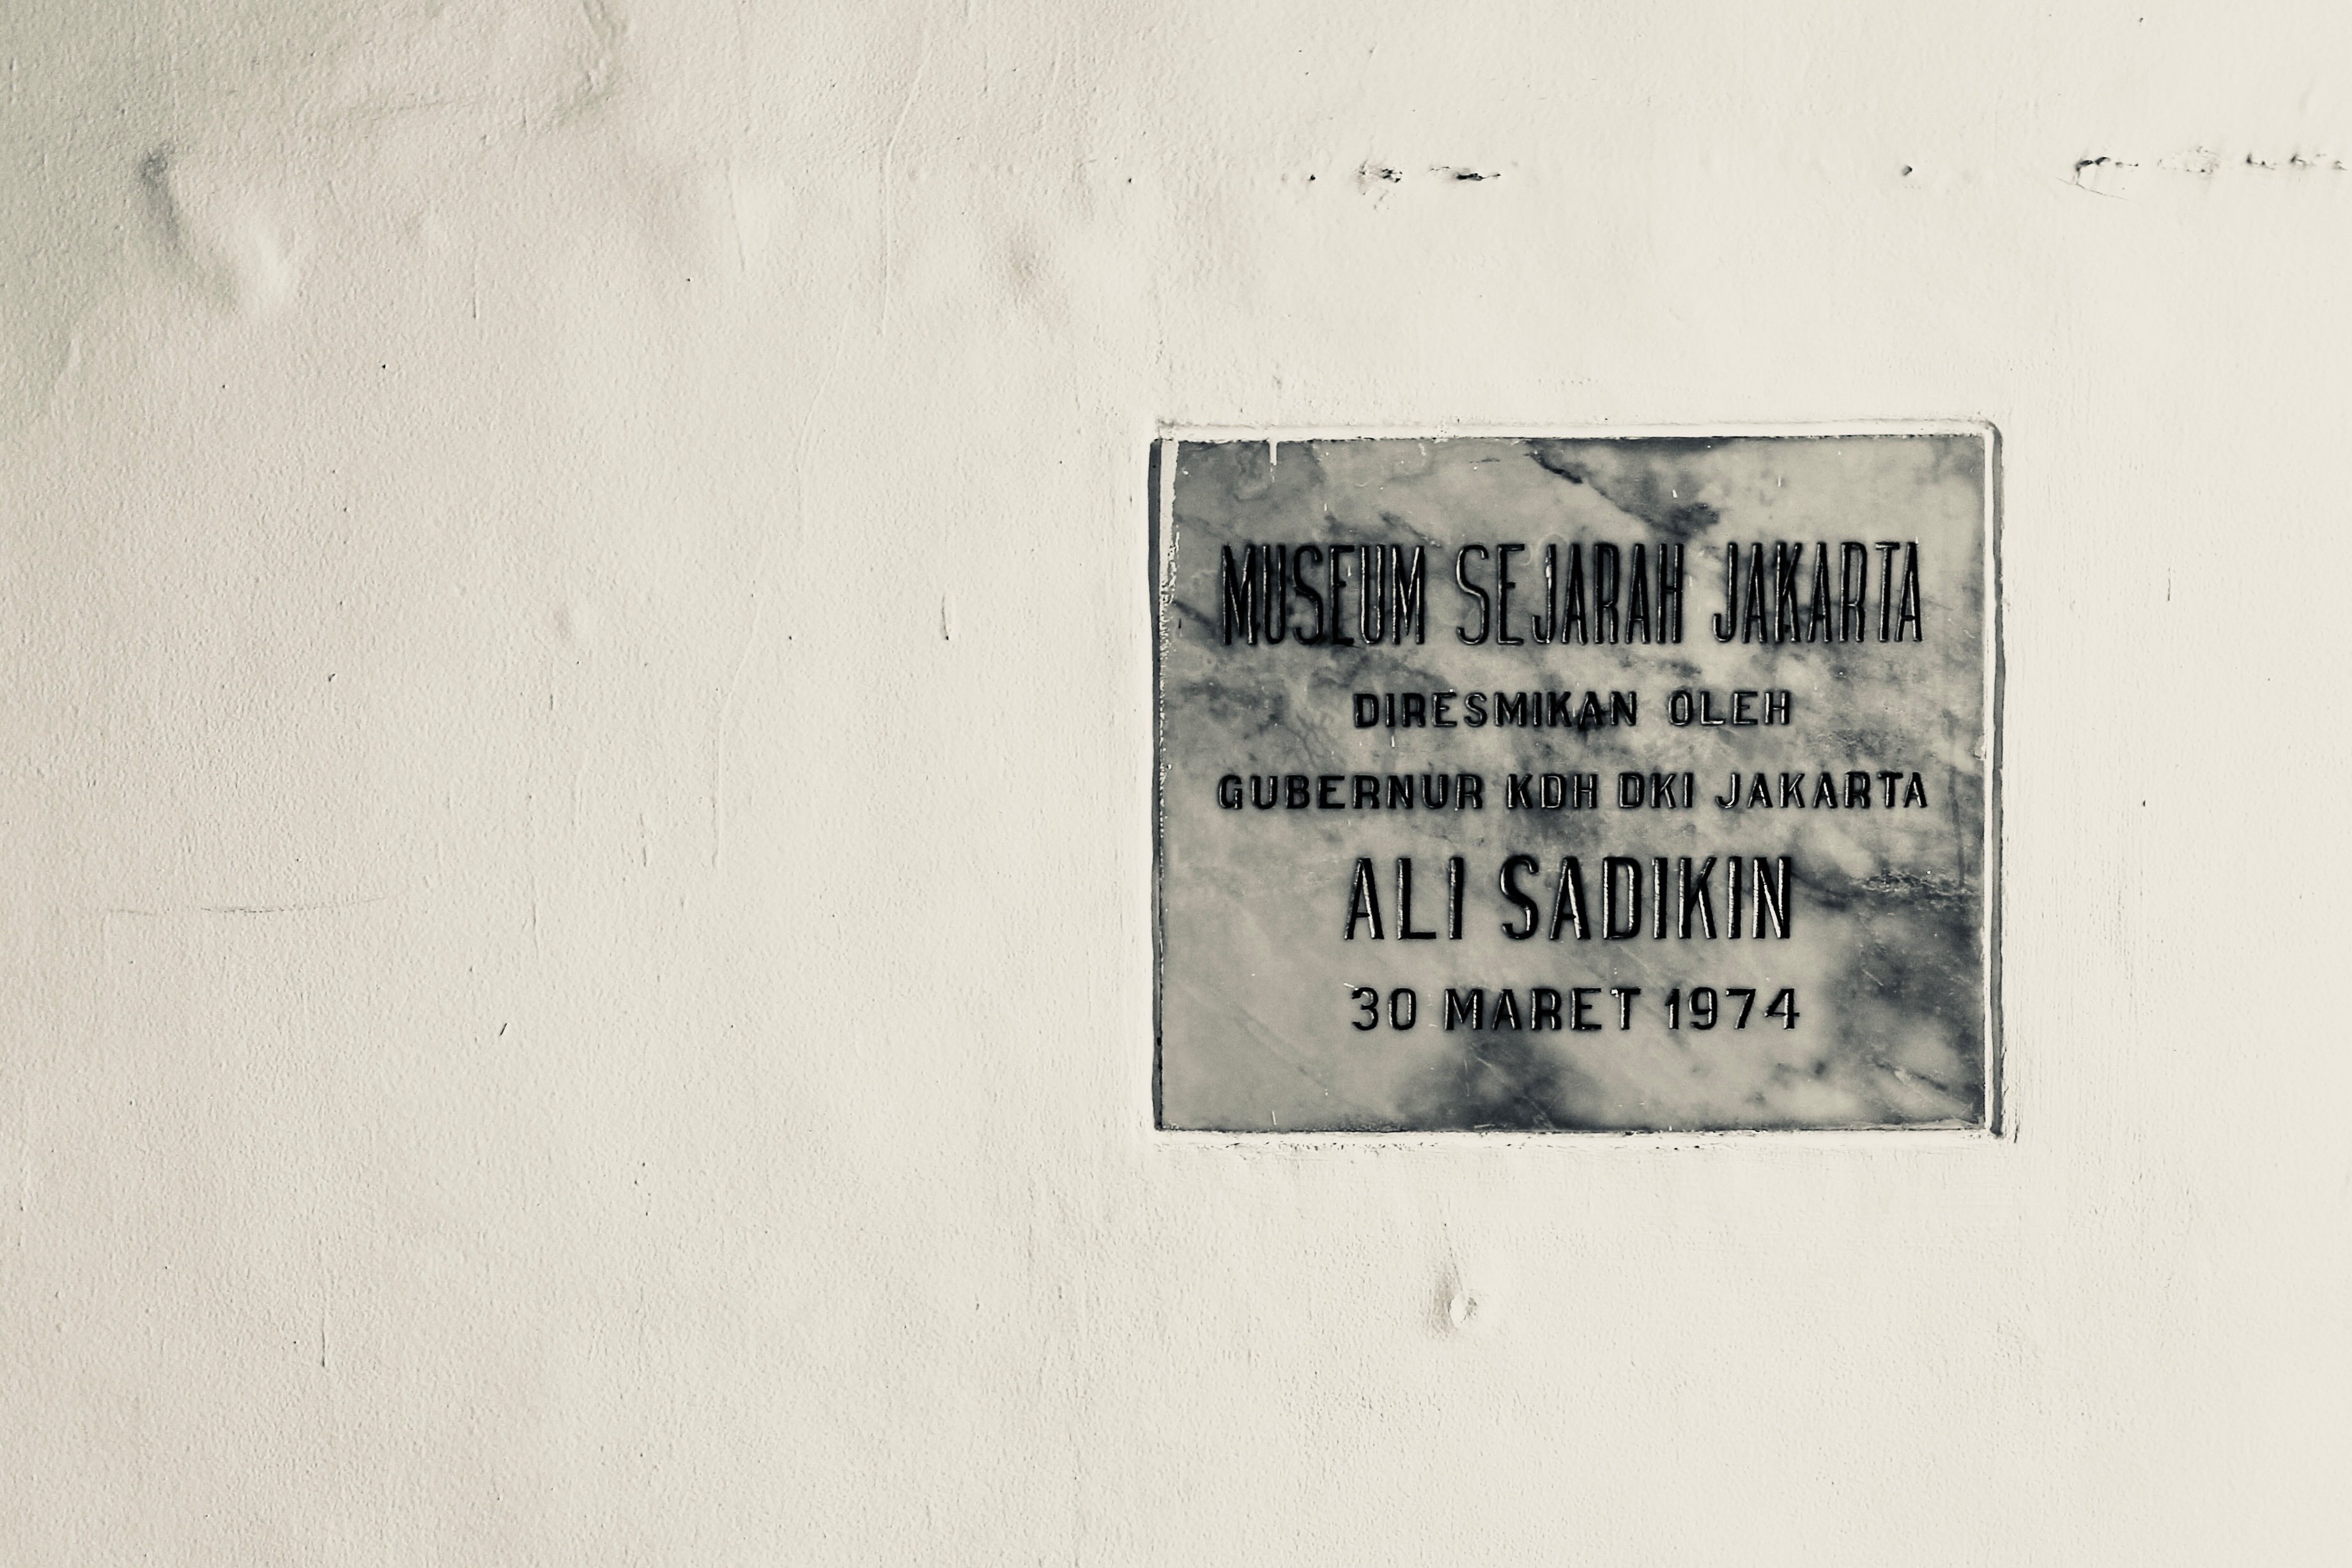 MUSEUM SEJARAH JAKARTA
DIRESMIKAN OLEH
GUBERNUR KDH DKI JAKARTA
ALI SADIKIN
30 MARET 1974